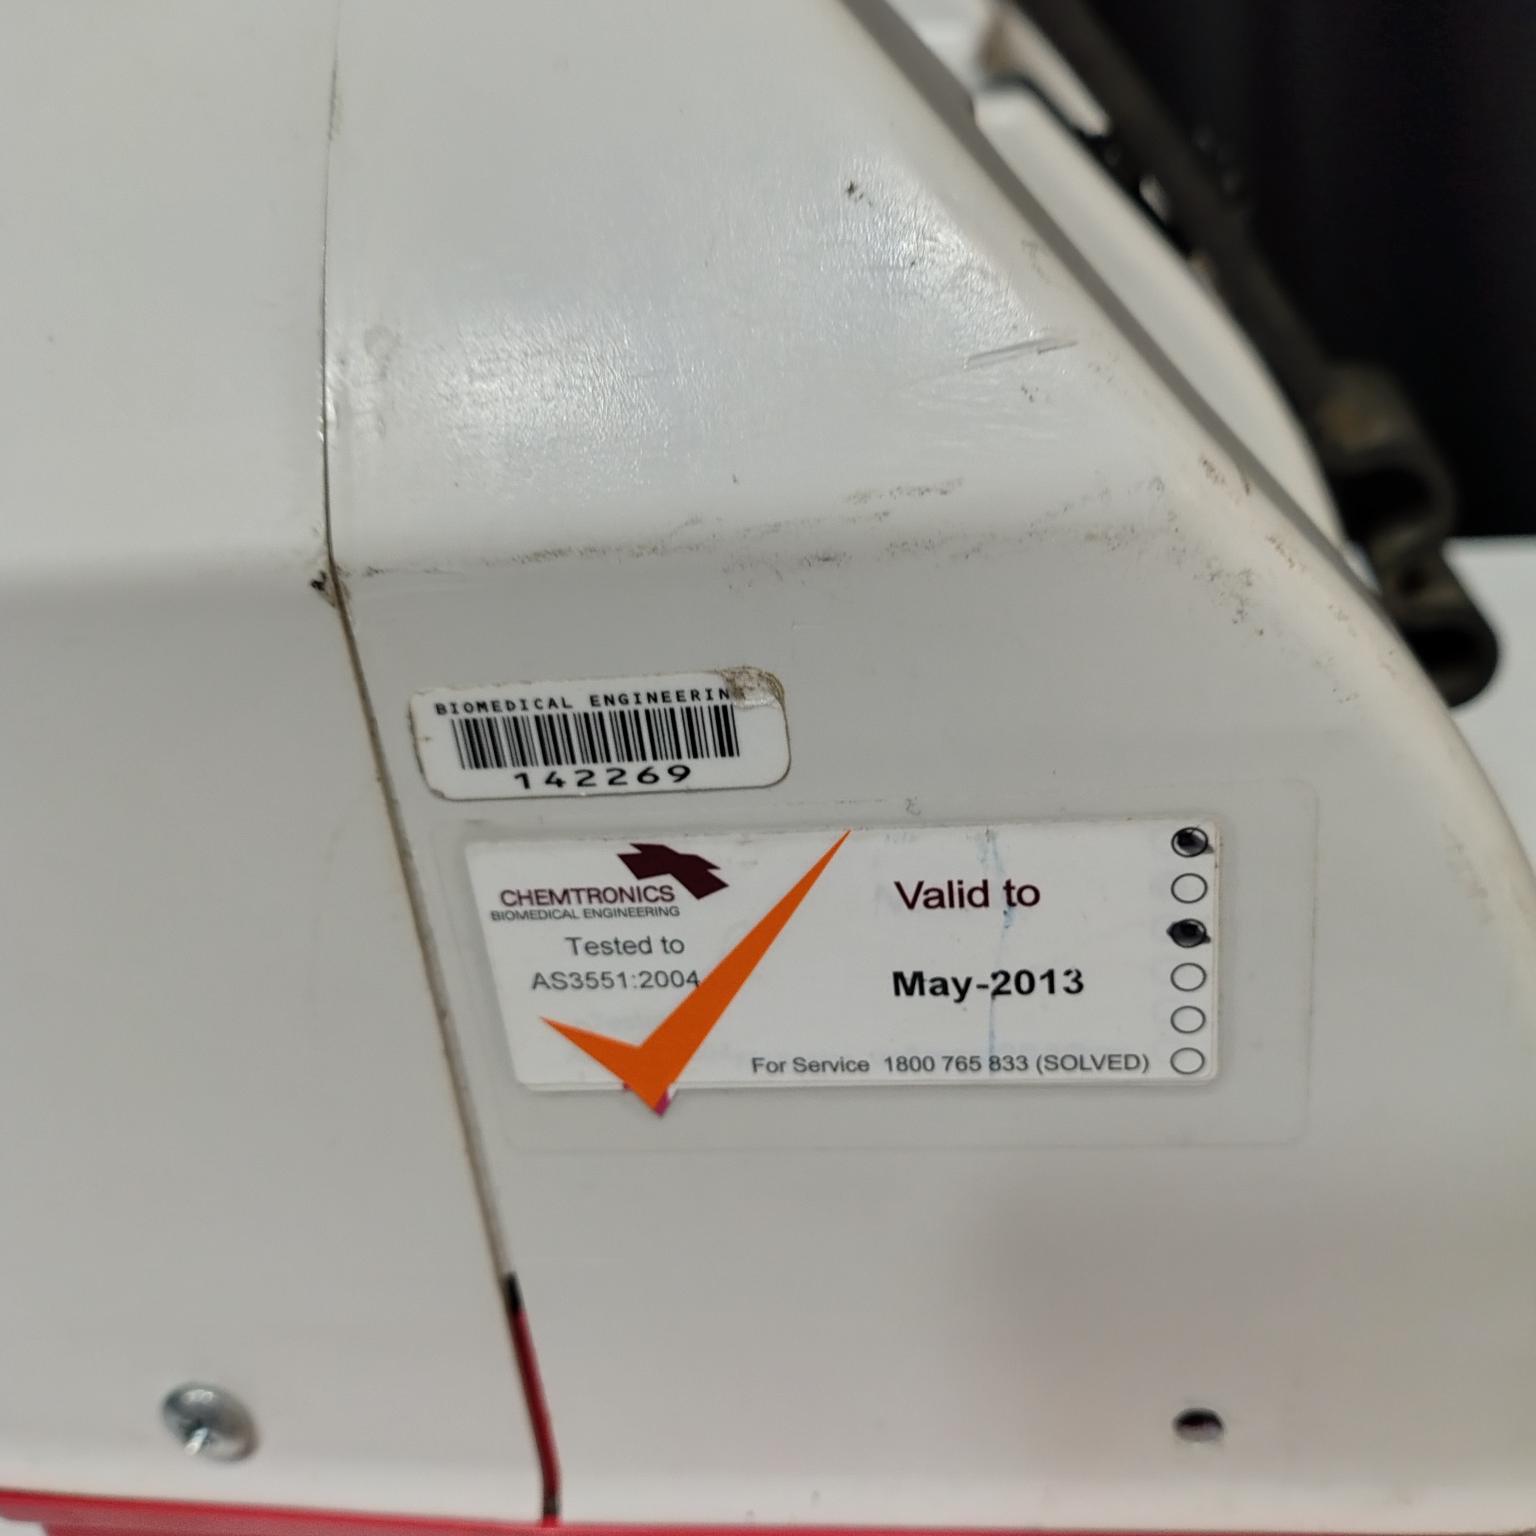 BIOMEDICAL ENGINEERIN
142269
CHEMTRONICS
BIOMEDICAL ENGINEERING
Tested to
AS3551:2004
Valid to
May-2013
For Service 1800 765 833 (SOLVED)